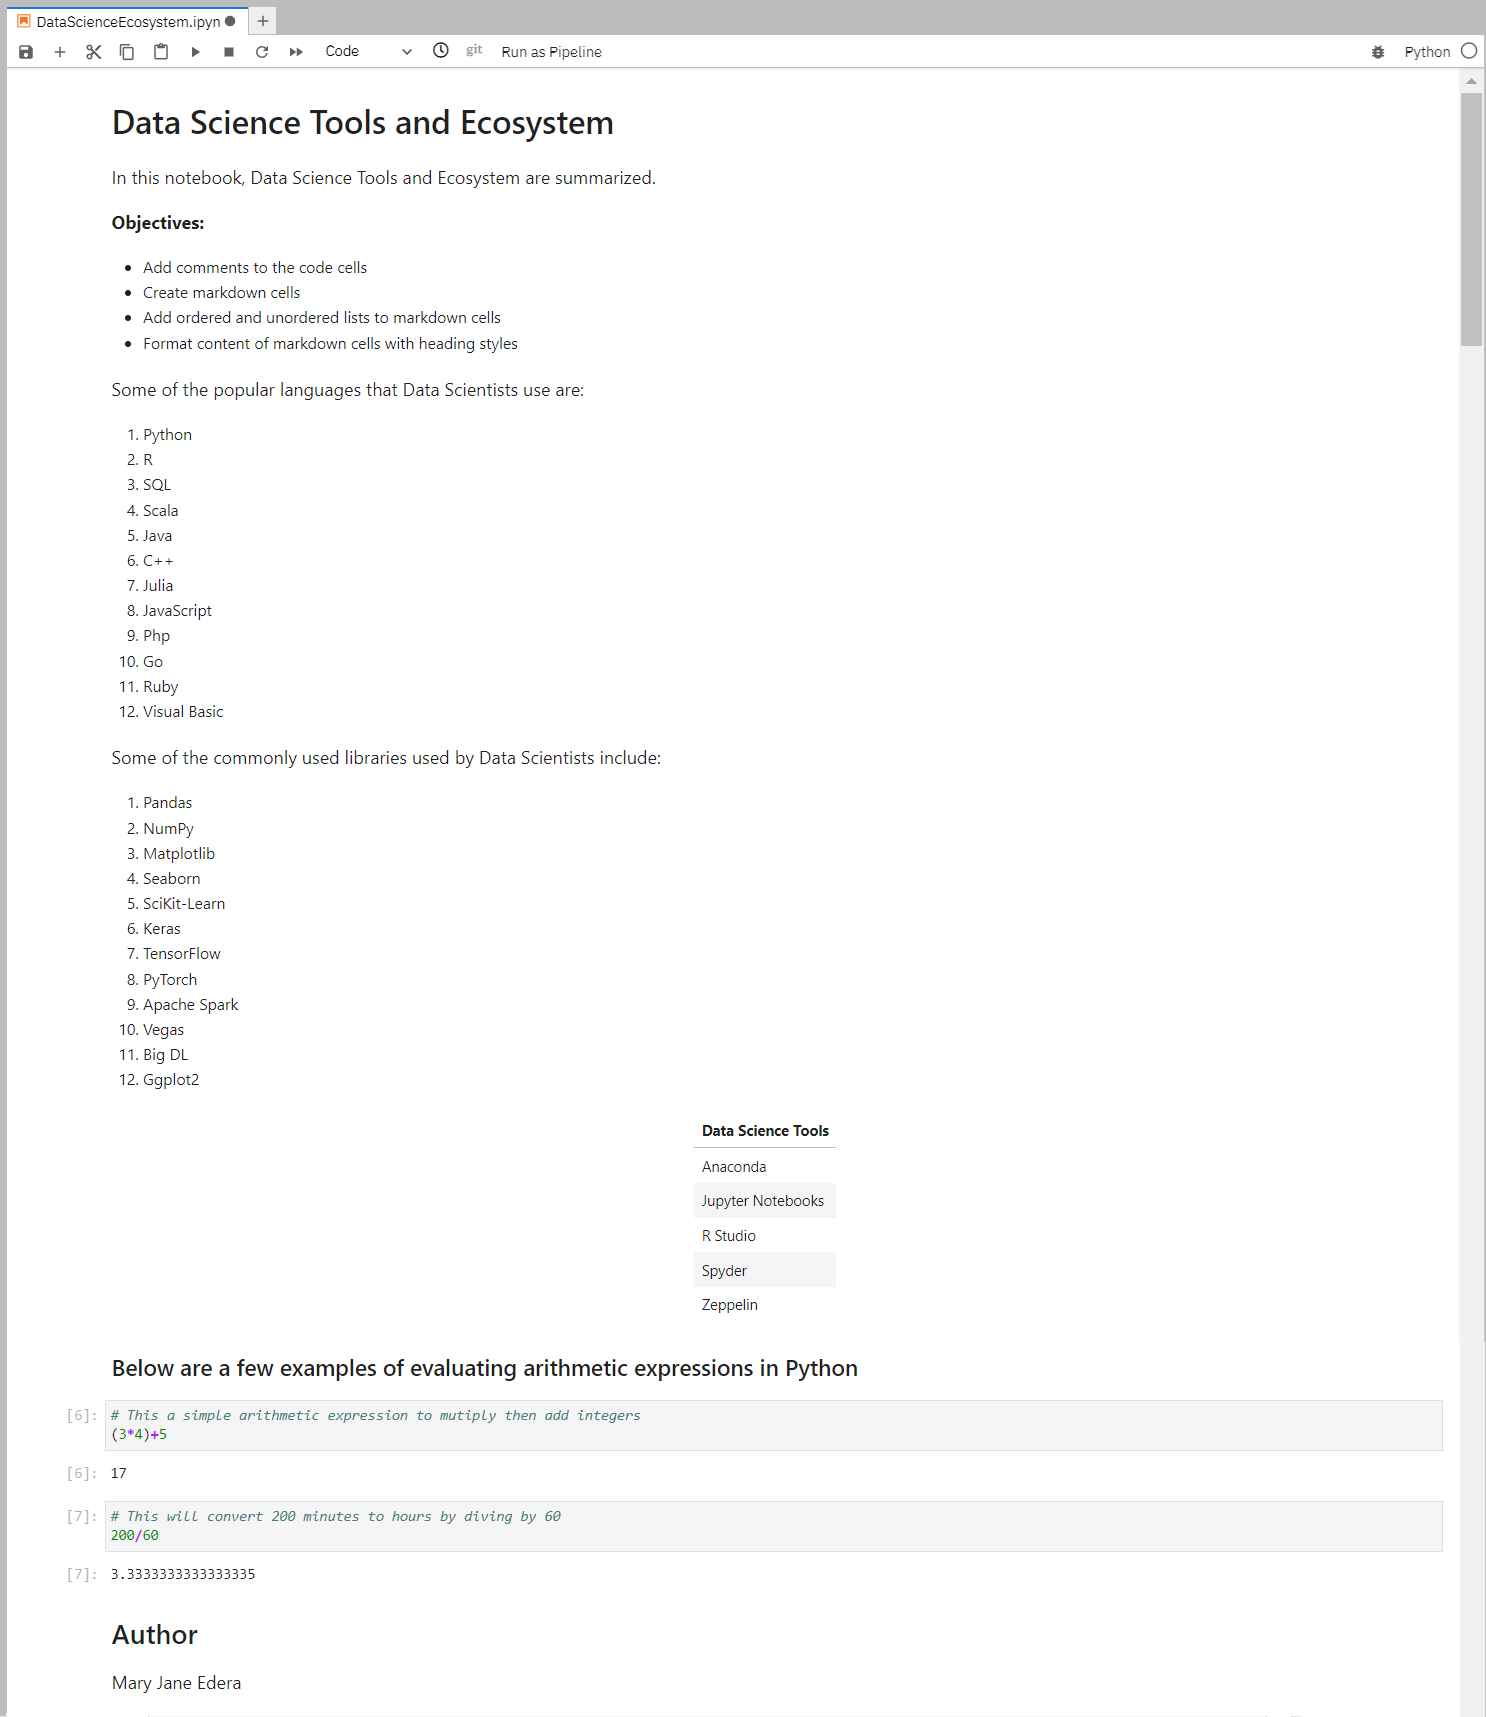 DataScienceEcosystem.ipyn
Code git Run as Pipeline Python
Data Science Tools and Ecosystem
In this notebook, Data Science Tools and Ecosystem are summarized.
Objectives:
• Add comments to the code cells
• Create markdown cells
• Add ordered and unordered lists to markdown cells
• Format content of markdown cells with heading styles
Some of the popular languages that Data Scientists use are:
1. Python
2. R
3. SQL
4. Scala
5. Java
6. C++
7. Julia
8. JavaScript
9. Php
10. Go
11. Ruby
12. Visual Basic
Some of the commonly used libraries used by Data Scientists include:
1. Pandas
2. NumPy
3. Matplotlib
4. Seaborn
5. SciKit-Learn
6. Keras
7. TensorFlow
8. PyTorch
9. Apache Spark
10. Vegas
11. Big DL
12. Ggplot2
Data Science Tools
Anaconda
Jupyter Notebooks
R Studio
Spyder
Zeppelin
Below are a few examples of evaluating arithmetic expressions in Python
[6]: # This a simple arithmetic expression to mutiply then add integers
(3*4)+5
[6]: 17
[7]: # This will convert 200 minutes to hours by diving by 60
200/60
[7]: 3.3333333333333335
Author
Mary Jane Edera